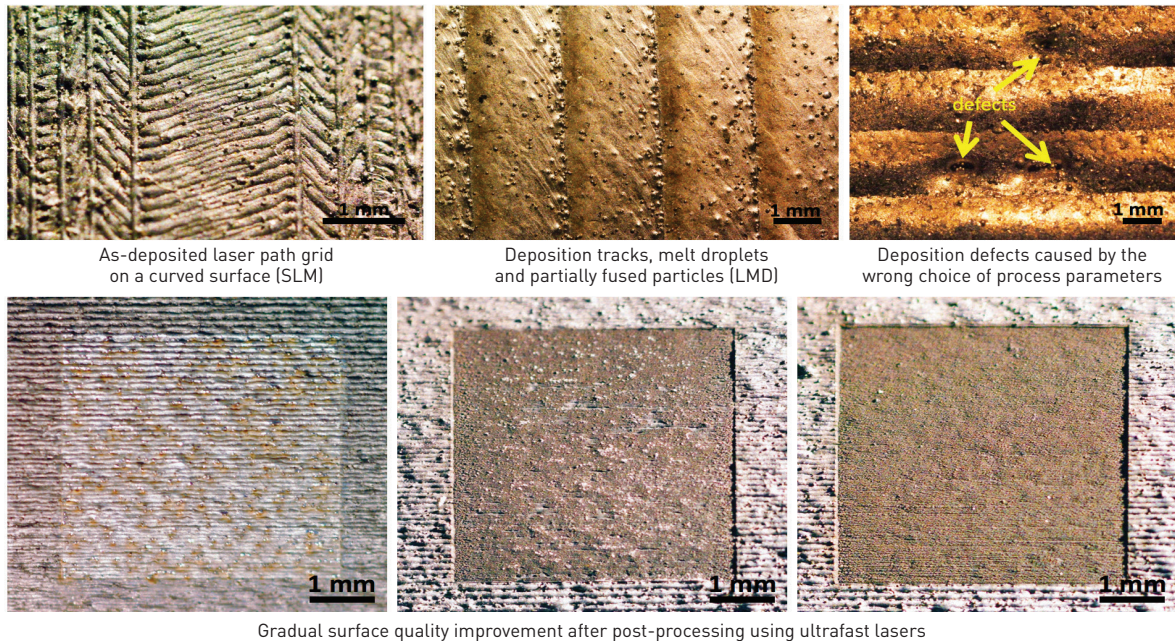 1 mm
1 mm
defects
1 mm
As-deposited laser path grid
on a curved surface (SLM)
Deposition tracks, melt droplets
and partially fused particles (LMD)
Deposition defects caused by the
wrong choice of process parameters
1 mm
1 mm
1 mm
Gradual surface quality improvement after post-processing using ultrafast lasers